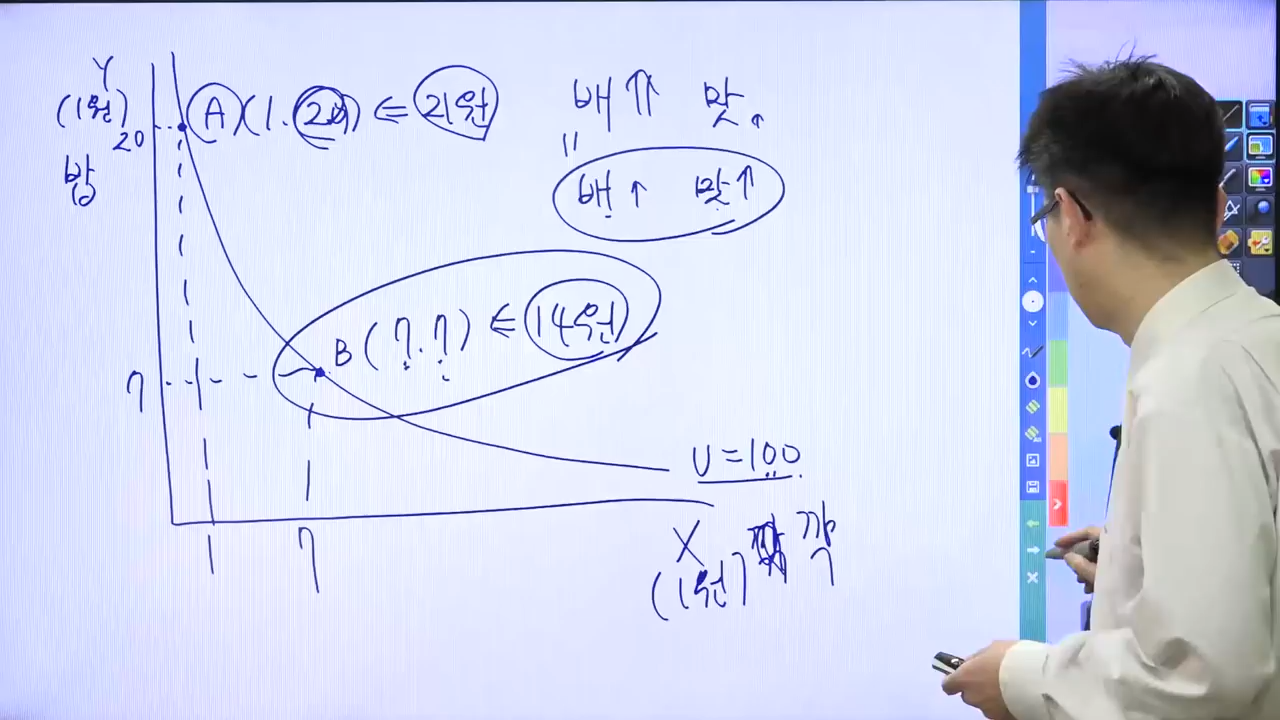 Y
(1원)
20
밥
A (1. 20) ⇐ 21원
배 ⇑ 맛 ↑
=
배 ↑ 맛 ⇑
B (7. 7) ⇐ 14원
7
U = 100
1
7
X
(1원)